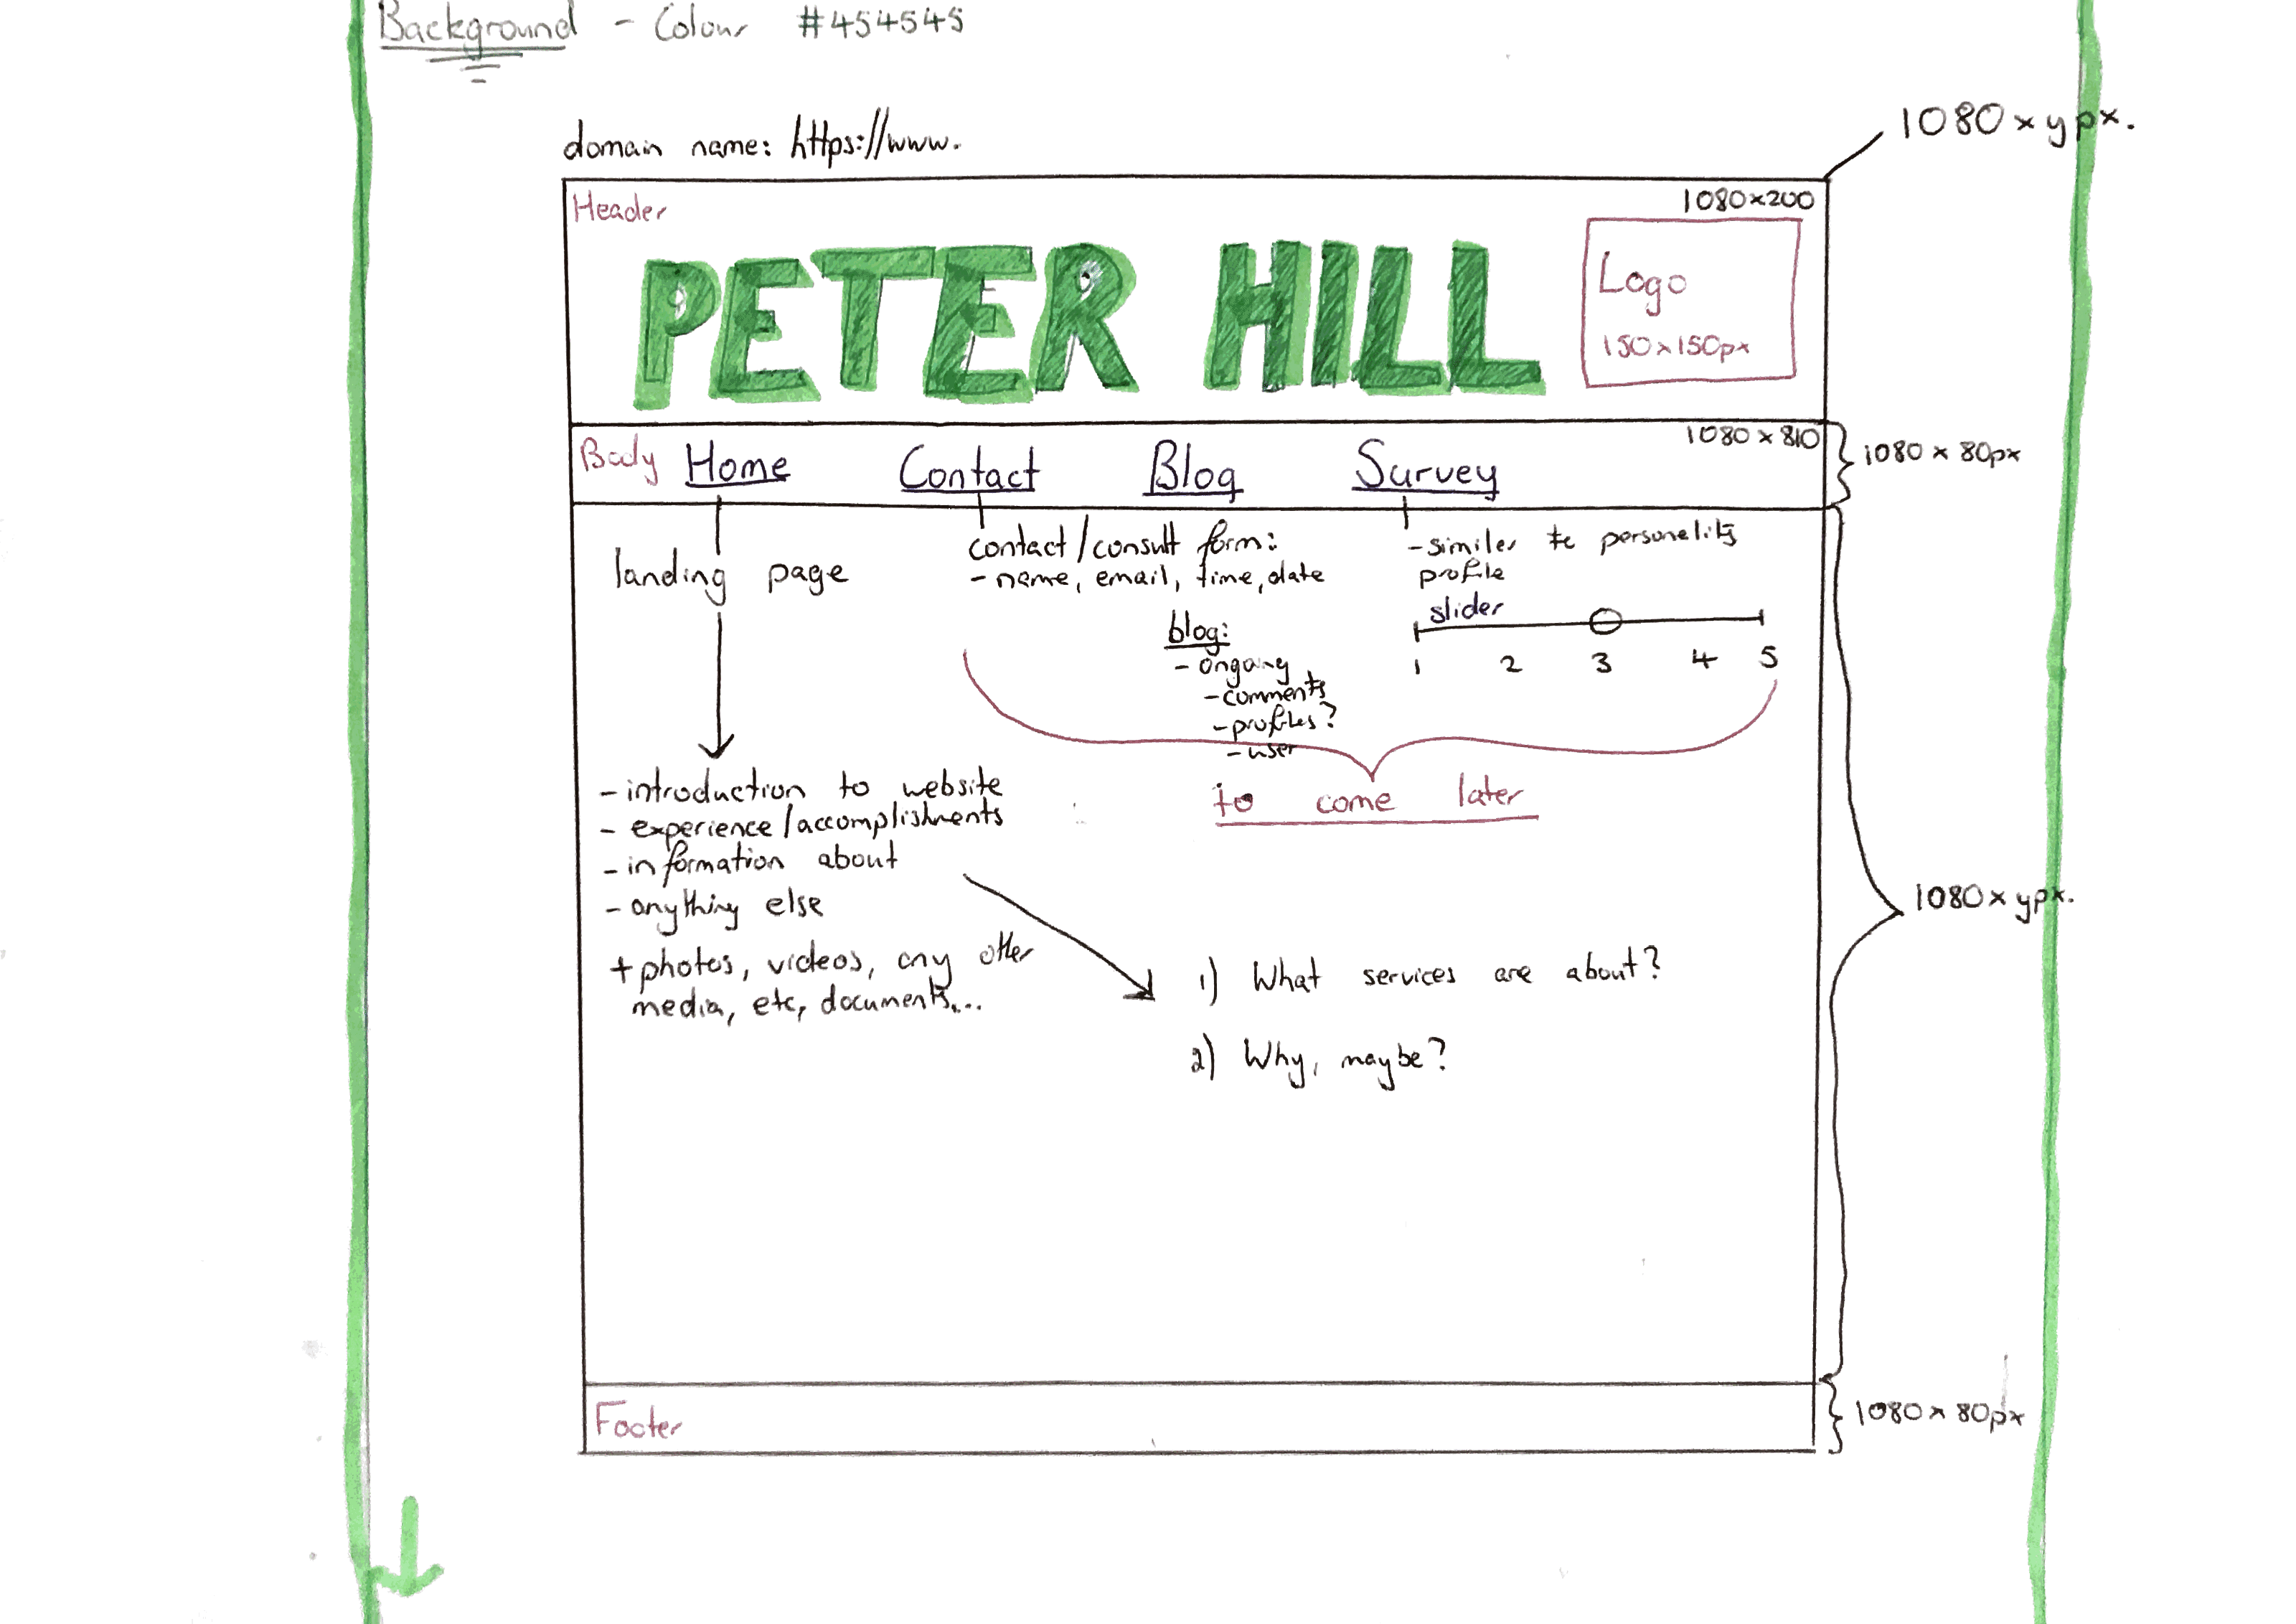 Background - Colour #454545
domain name: https://www.
1080 x y px.
Header
1080x200
PETER HILL
Logo
150x150px
Body
Home Contact Blog Survey
1080 x 810
1080 x 80px
landing page
contact/consult form:
- name, email, time, date
- similar to personality
profile
slider
1 2 3 4 5
blog:
- ongoing
- comments
- profiles?
- user
to come later
- introduction to website
- experience/accomplishments
- information about
- anything else
+ photos, videos, any other
media, etc, documents...
1080 x ypx.
1) What services are about?
2) Why, maybe?
Footer
1080 x 80px